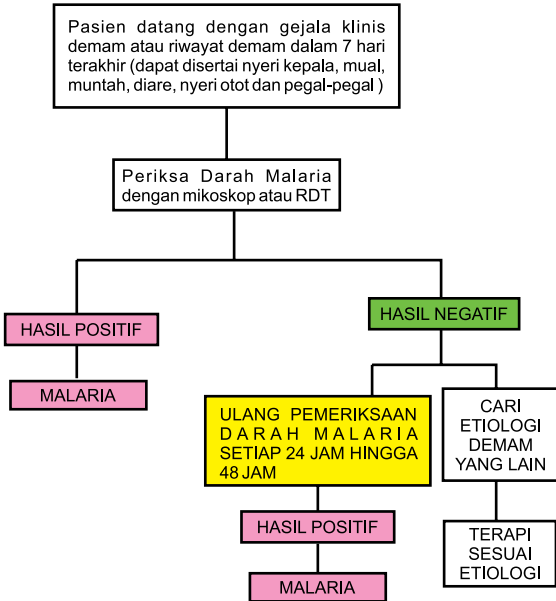 Pasien datang dengan gejala klinis
demam atau riwayat demam dalam 7 hari
terakhir (dapat disertai nyeri kepala, mual,
muntah, diare, nyeri otot dan pegal-pegal )
Periksa Darah Malaria
dengan mikoskop atau RDT
HASIL POSITIF
MALARIA
HASIL NEGATIF
ULANG PEMERIKSAAN
DARAH MALARIA
SETIAP 24 JAM HINGGA
48 JAM
HASIL POSITIF
MALARIA
CARI
ETIOLOGI
DEMAM
YANG LAIN
TERAPI
SESUAI
ETIOLOGI